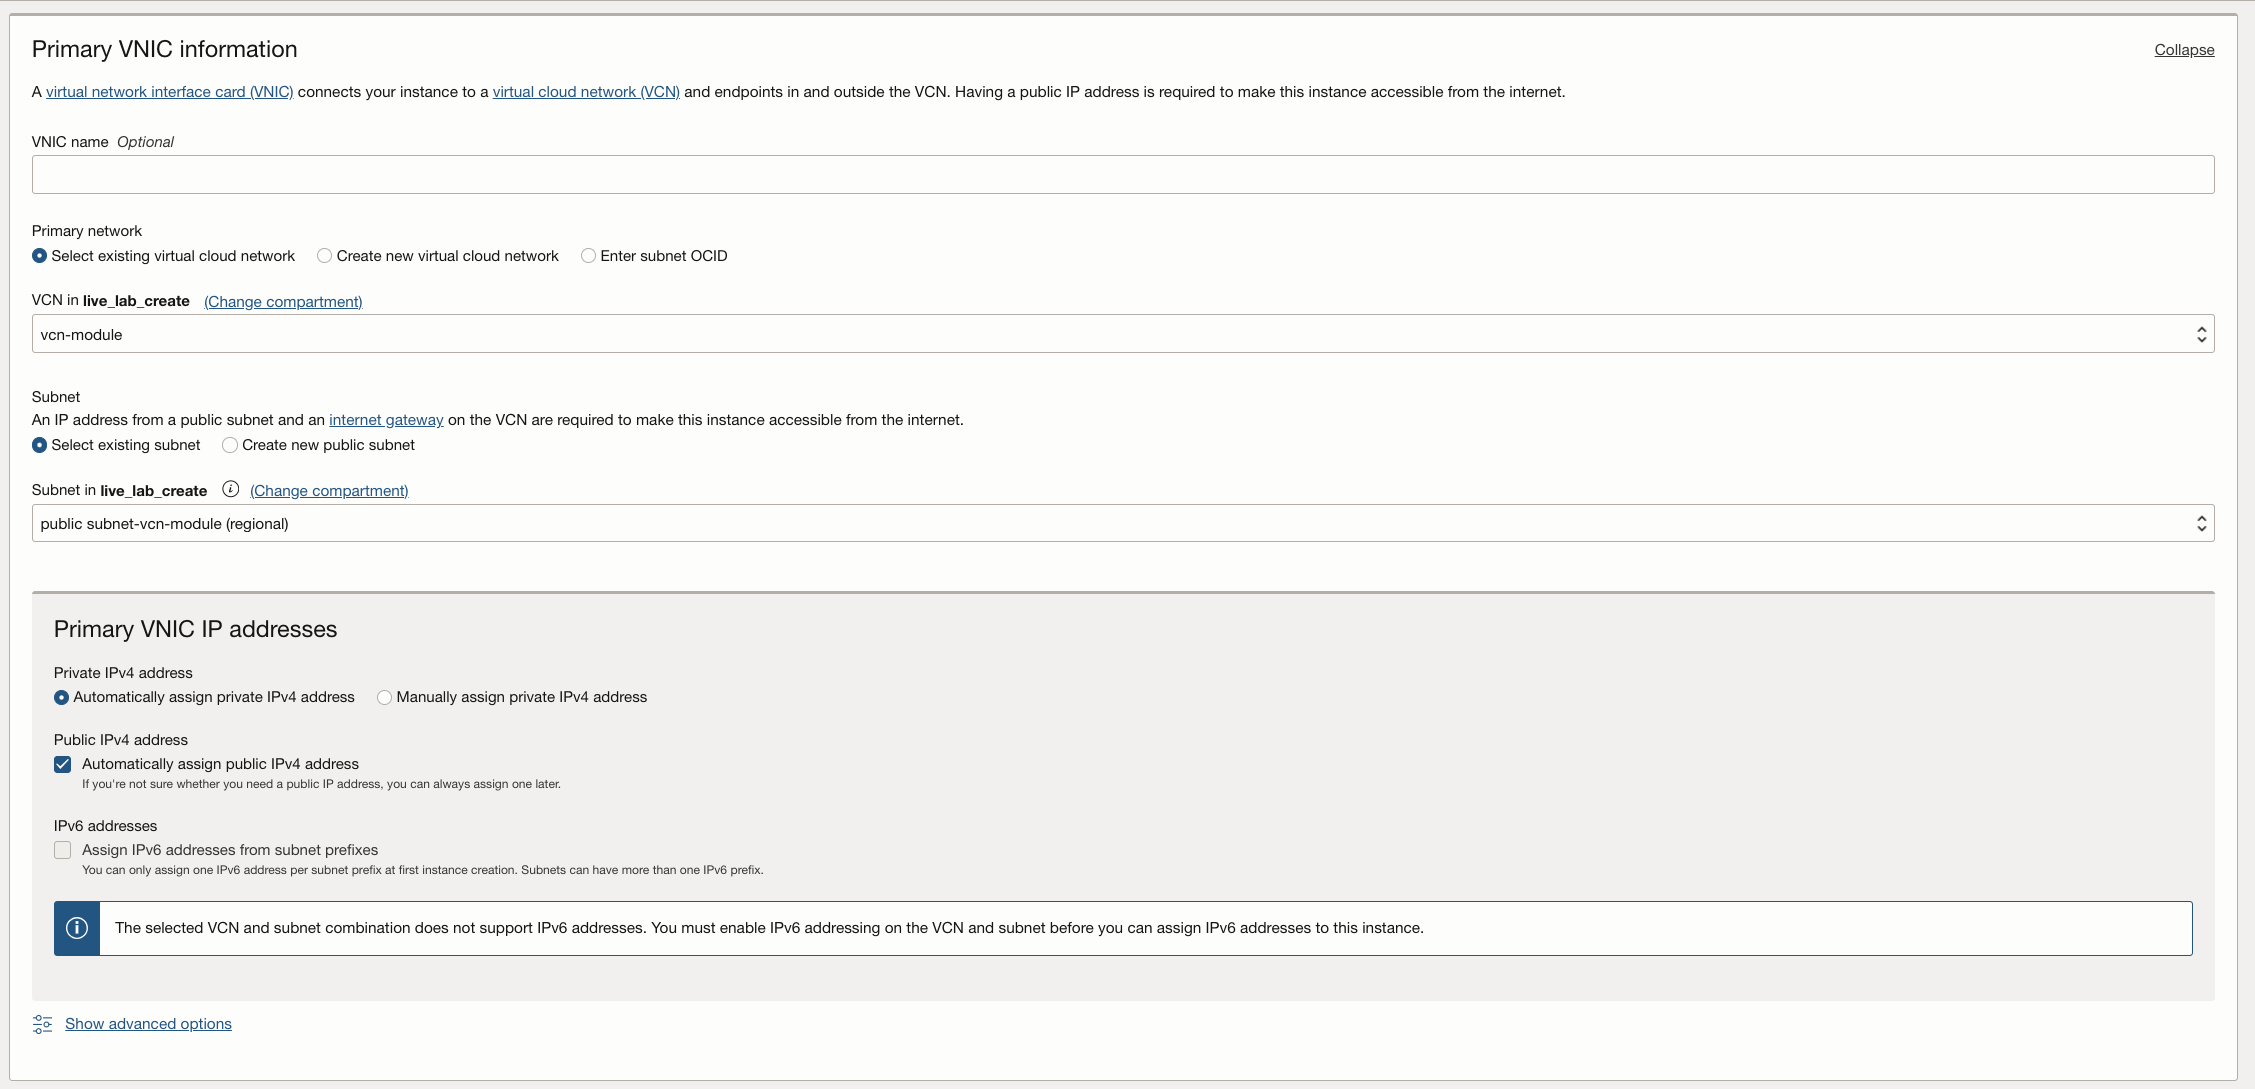 Primary VNIC information
Collapse
A virtual network interface card (VNIC) connects your instance to a virtual cloud network (VCN) and endpoints in and outside the VCN. Having a public IP address is required to make this instance accessible from the internet.
VNIC name Optional
Primary network
Select existing virtual cloud network Create new virtual cloud network Enter subnet OCID
VCN in live_lab_create (Change compartment)
vcn-module
Subnet
An IP address from a public subnet and an internet gateway on the VCN are required to make this instance accessible from the internet.
Select existing subnet Create new public subnet
Subnet in live_lab_create (Change compartment)
public subnet-vcn-module (regional)
Primary VNIC IP addresses
Private IPv4 address
Automatically assign private IPv4 address Manually assign private IPv4 address
Public IPv4 address
Automatically assign public IPv4 address
If you're not sure whether you need a public IP address, you can always assign one later.
IPv6 addresses
Assign IPv6 addresses from subnet prefixes
You can only assign one IPv6 address per subnet prefix at first instance creation. Subnets can have more than one IPv6 prefix.
The selected VCN and subnet combination does not support IPv6 addresses. You must enable IPv6 addressing on the VCN and subnet before you can assign IPv6 addresses to this instance.
Show advanced options